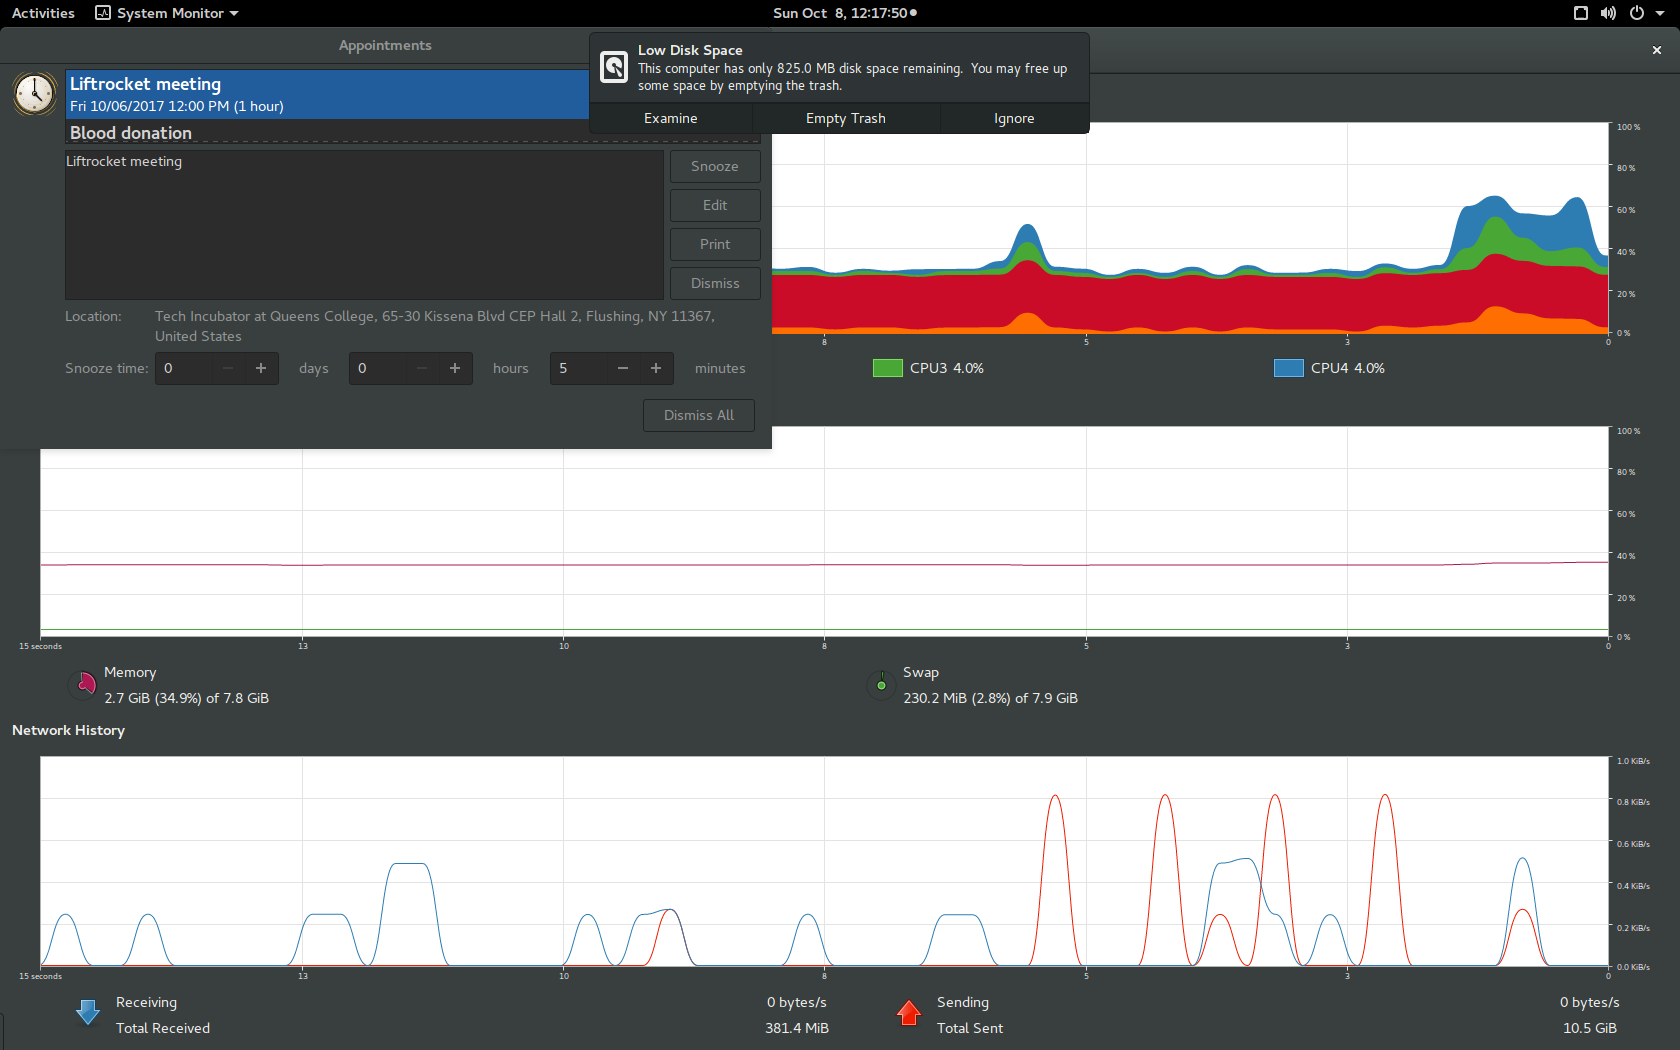 Activities System Monitor Sun Oct 8, 12:17:50
Appointments
Low Disk Space
This computer has only 825.0 MB disk space remaining. You may free up
some space by emptying the trash.
Examine Empty Trash Ignore
Liftrocket meeting
Fri 10/06/2017 12:00 PM (1 hour)
Blood donation
Liftrocket meeting
Snooze
Edit
Print
Dismiss
Location: Tech Incubator at Queens College, 65-30 Kissena Blvd CEP Hall 2, Flushing, NY 11367,
United States
Snooze time: 0 − + days 0 − + hours 5 − + minutes
Dismiss All
100 %
80 %
60 %
40 %
20 %
0 %
8 5 3 0
CPU3 4.0% CPU4 4.0%
100 %
80 %
60 %
40 %
20 %
0 %
15 seconds 13 10 8 5 3 0
Memory
2.7 GiB (34.9%) of 7.8 GiB
Swap
230.2 MiB (2.8%) of 7.9 GiB
Network History
1.0 KiB/s
0.8 KiB/s
0.6 KiB/s
0.4 KiB/s
0.2 KiB/s
0.0 KiB/s
15 seconds 13 10 8 5 3 0
Receiving 0 bytes/s
Total Received 381.4 MiB
Sending 0 bytes/s
Total Sent 10.5 GiB